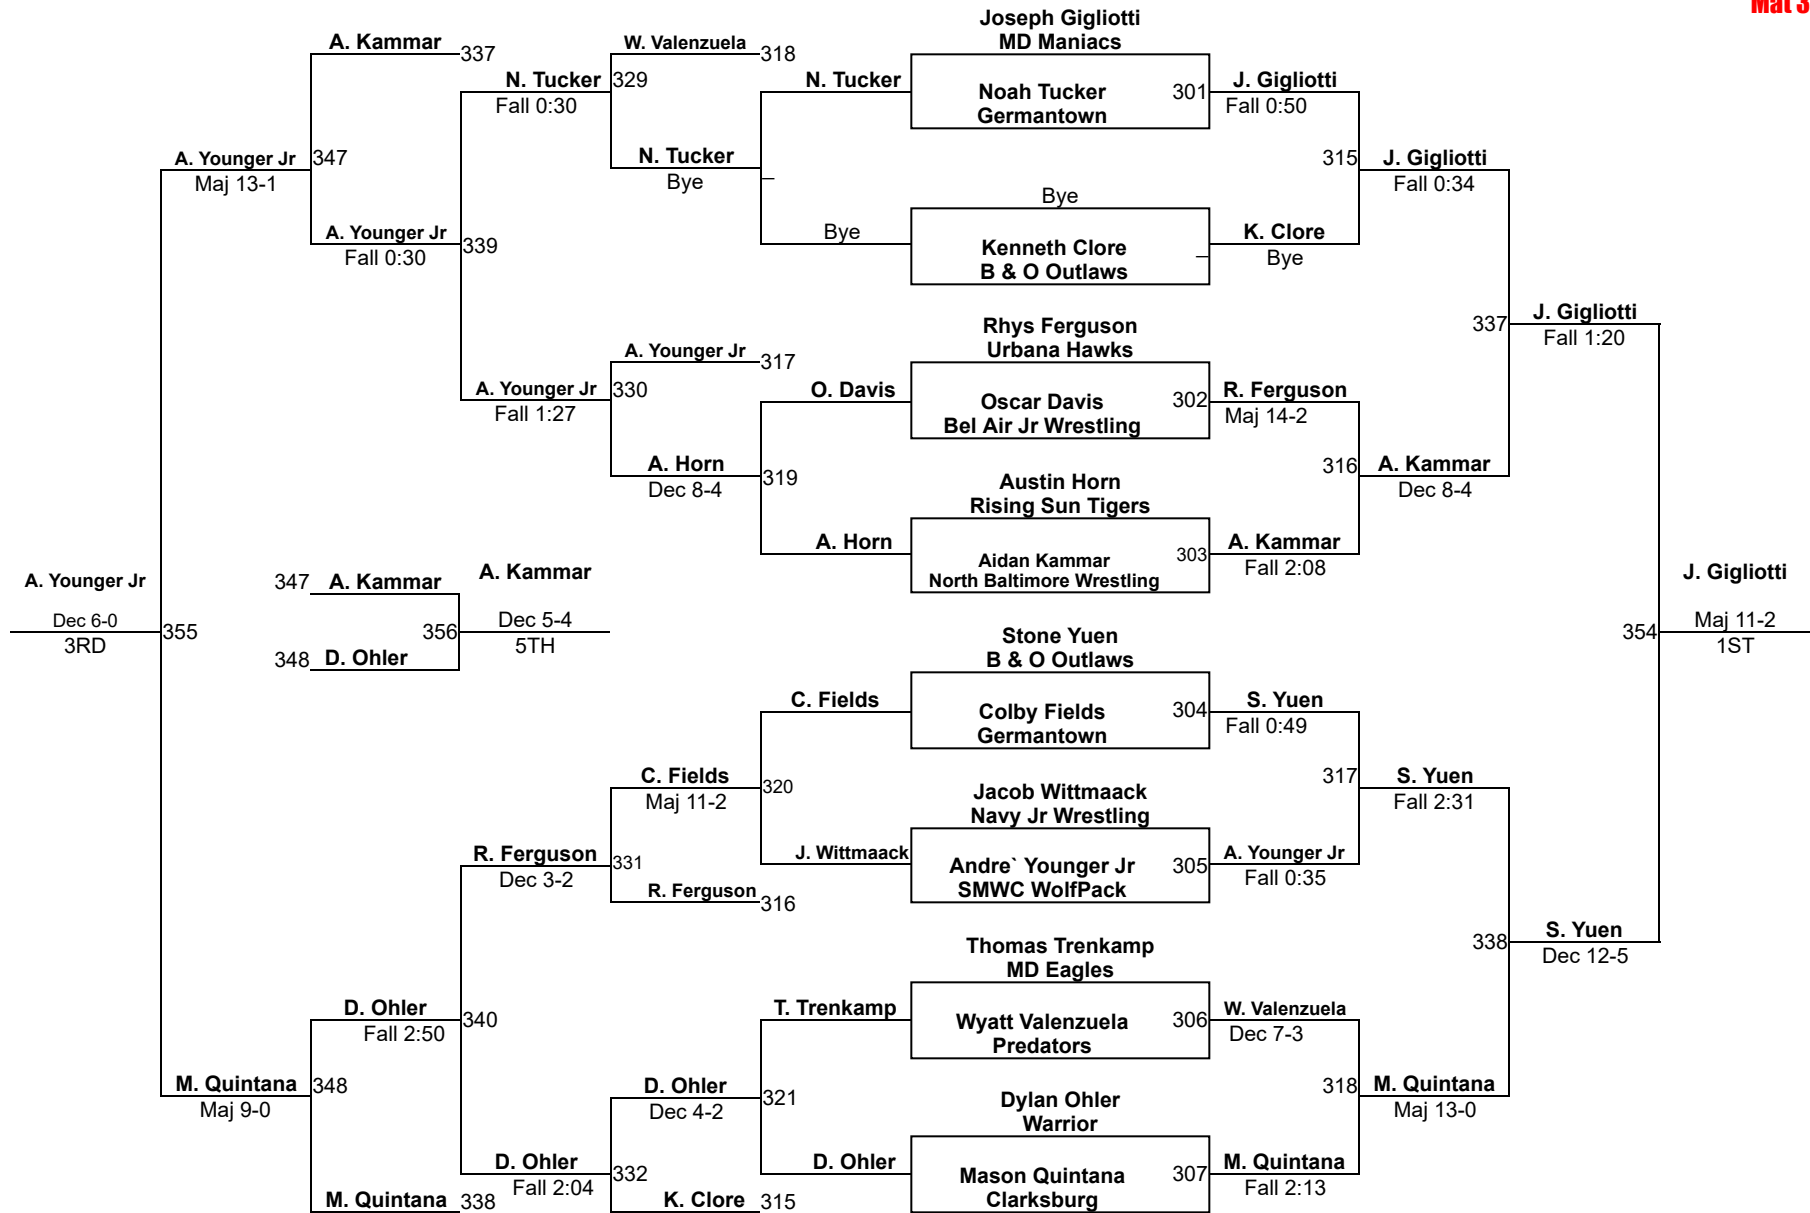 Mat 3
Joseph Gigliotti
MD Maniacs
A. Kammar
337
W. Valenzuela
318
N. Tucker
329
Fall 0:30
N. Tucker
Noah Tucker
Germantown
301
J. Gigliotti
Fall 0:50
A. Younger Jr
347
Maj 13-1
N. Tucker
Bye
_
315
J. Gigliotti
Fall 0:34
Bye
A. Younger Jr
339
Fall 0:30
Bye
Kenneth Clore
B & O Outlaws
_
K. Clore
Bye
Rhys Ferguson
Urbana Hawks
337
J. Gigliotti
Fall 1:20
A. Younger Jr
317
A. Younger Jr
330
Fall 1:27
O. Davis
Oscar Davis
Bel Air Jr Wrestling
302
R. Ferguson
Maj 14-2
A. Horn
Dec 8-4
319
Austin Horn
Rising Sun Tigers
316
A. Kammar
Dec 8-4
A. Horn
Aidan Kammar
North Baltimore Wrestling
303
A. Kammar
Fall 2:08
A. Younger Jr
Dec 6-0
3RD
355
347
A. Kammar
348
D. Ohler
356
A. Kammar
Dec 5-4
5TH
J. Gigliotti
354
Maj 11-2
1ST
Stone Yuen
B & O Outlaws
C. Fields
Colby Fields
Germantown
304
S. Yuen
Fall 0:49
C. Fields
Maj 11-2
320
Jacob Wittmaack
Navy Jr Wrestling
317
S. Yuen
Fall 2:31
R. Ferguson
Dec 3-2
331
R. Ferguson
316
J. Wittmaack
Andre` Younger Jr
SMWC WolfPack
305
A. Younger Jr
Fall 0:35
Thomas Trenkamp
MD Eagles
338
S. Yuen
Dec 12-5
D. Ohler
Fall 2:50
340
T. Trenkamp
Wyatt Valenzuela
Predators
306
W. Valenzuela
Dec 7-3
M. Quintana
Maj 9-0
348
D. Ohler
Dec 4-2
321
Dylan Ohler
Warrior
318
M. Quintana
Maj 13-0
D. Ohler
Fall 2:04
332
D. Ohler
Mason Quintana
Clarksburg
307
M. Quintana
Fall 2:13
M. Quintana
338
K. Clore
315